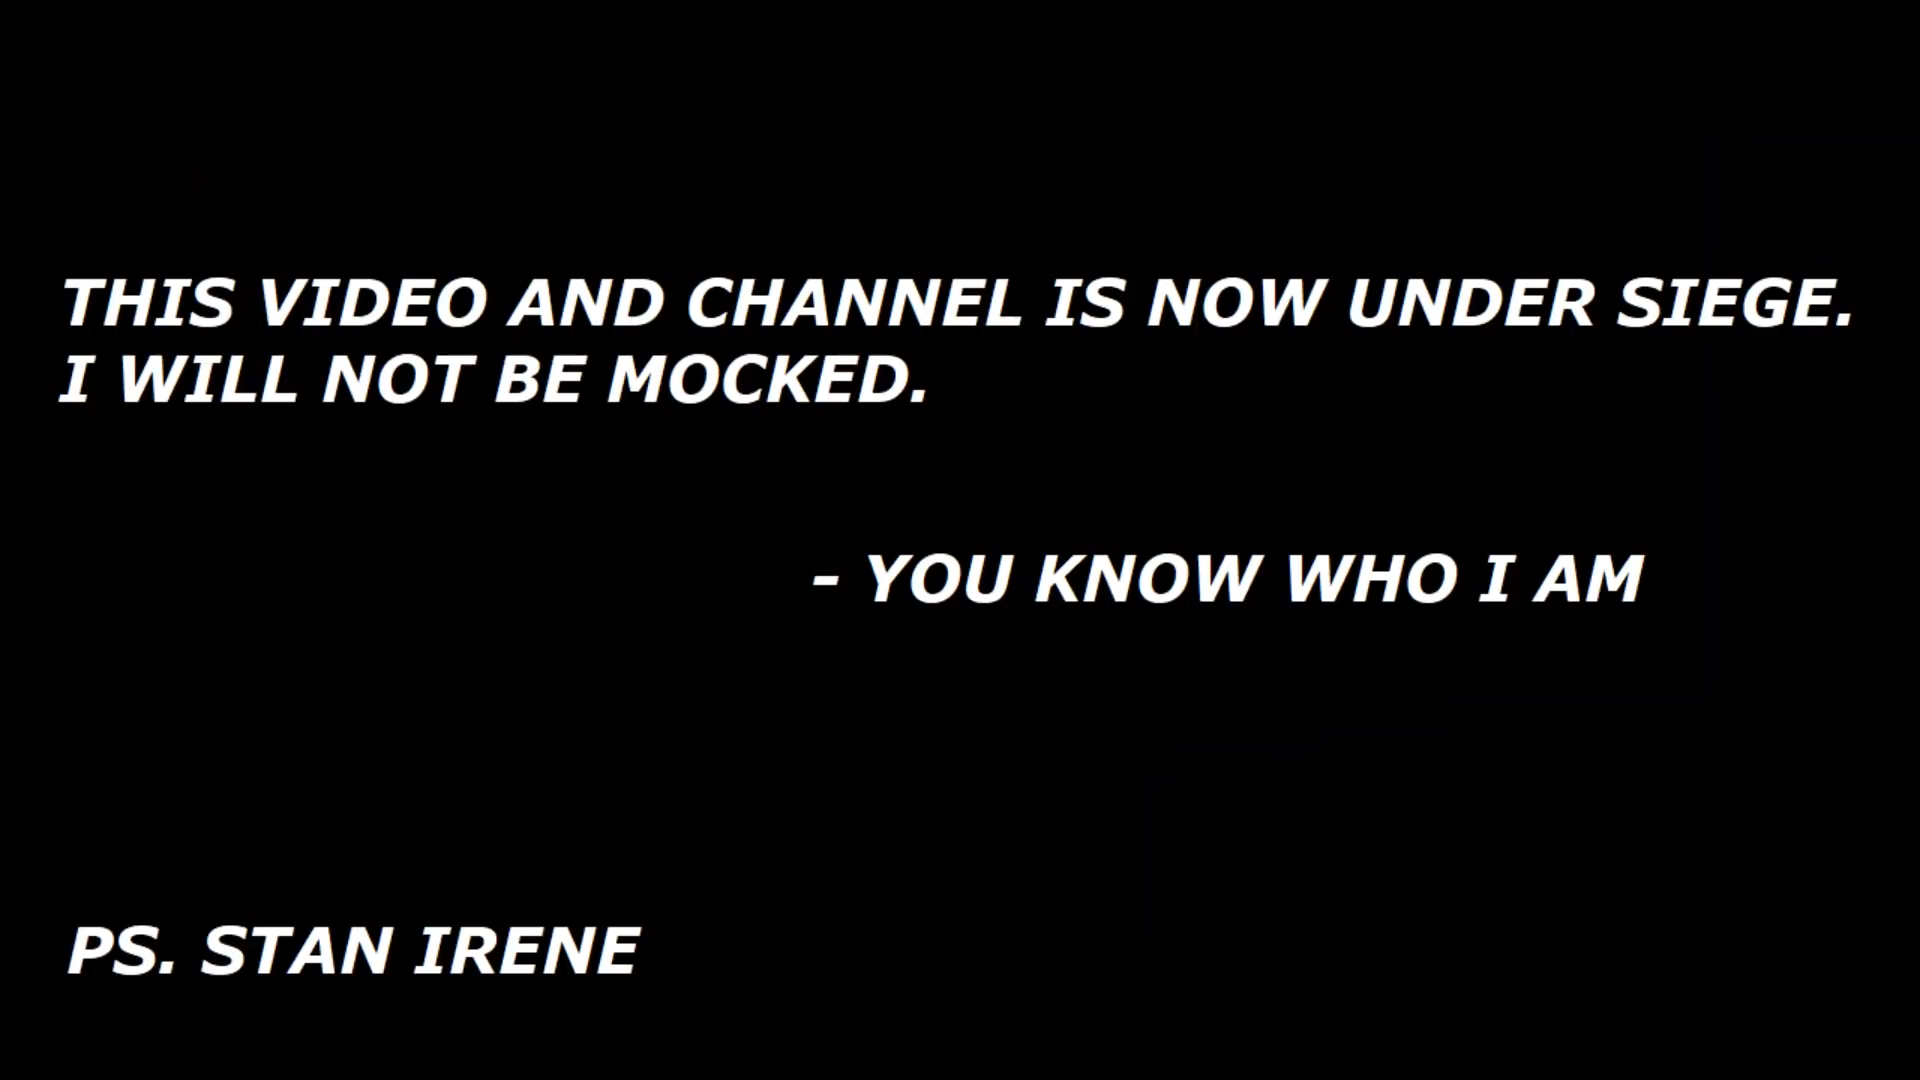 THIS VIDEO AND CHANNEL IS NOW UNDER SIEGE.
I WILL NOT BE MOCKED.
- YOU KNOW WHO I AM
PS. STAN IRENE